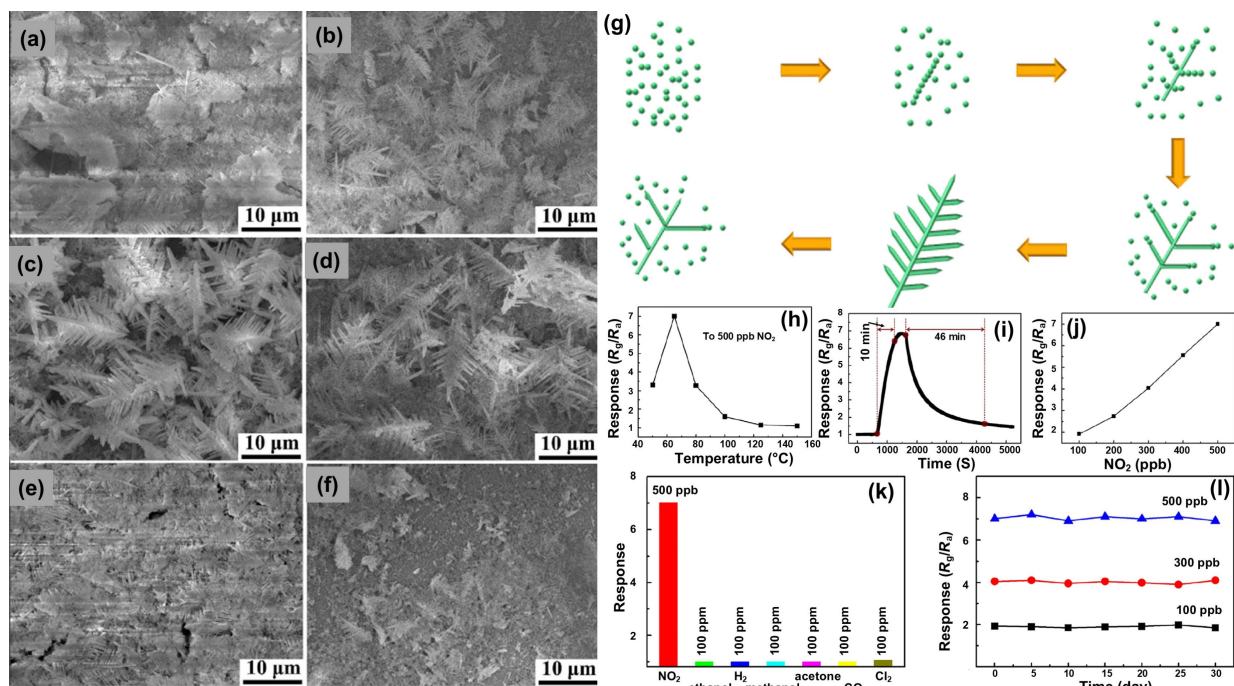 (a)
10 µm
(b)
10 µm
(c)
10 µm
(d)
10 µm
(e)
10 µm
(f)
10 µm
(g)
(h)
To 500 ppb NO₂
Response (Rg/Ra)
7
6
5
4
3
2
1
40 60 80 100 120 140 160
Temperature (°C)
(i)
10 min
46 min
Response (Rg/Ra)
8
7
6
5
4
3
2
1
0 1000 2000 3000 4000 5000
Time (S)
(j)
Response (Rg/Ra)
7
6
5
4
3
2
100 200 300 400 500
NO₂ (ppb)
(k)
500 ppb
Response
8
6
4
2
100 ppm
100 ppm
100 ppm
100 ppm
100 ppm
100 ppm
NO₂ H₂ acetone Cl₂
(l)
Response (Rg/Ra)
8
6
4
2
0
500 ppb
300 ppb
100 ppb
0 5 10 15 20 25 30
Time (day)